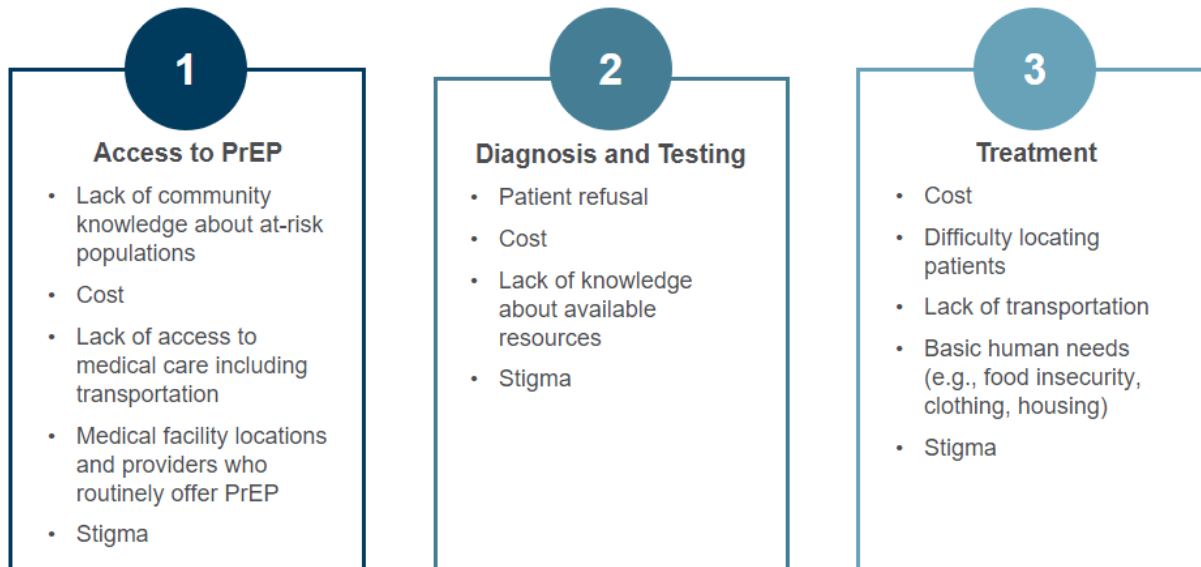 1
Access to PrEP
• Lack of community
knowledge about at-risk
populations
• Cost
• Lack of access to
medical care including
transportation
• Medical facility locations
and providers who
routinely offer PrEP
• Stigma
2
Diagnosis and Testing
• Patient refusal
• Cost
• Lack of knowledge
about available
resources
• Stigma
3
Treatment
• Cost
• Difficulty locating
patients
• Lack of transportation
• Basic human needs
(e.g., food insecurity,
clothing, housing)
• Stigma